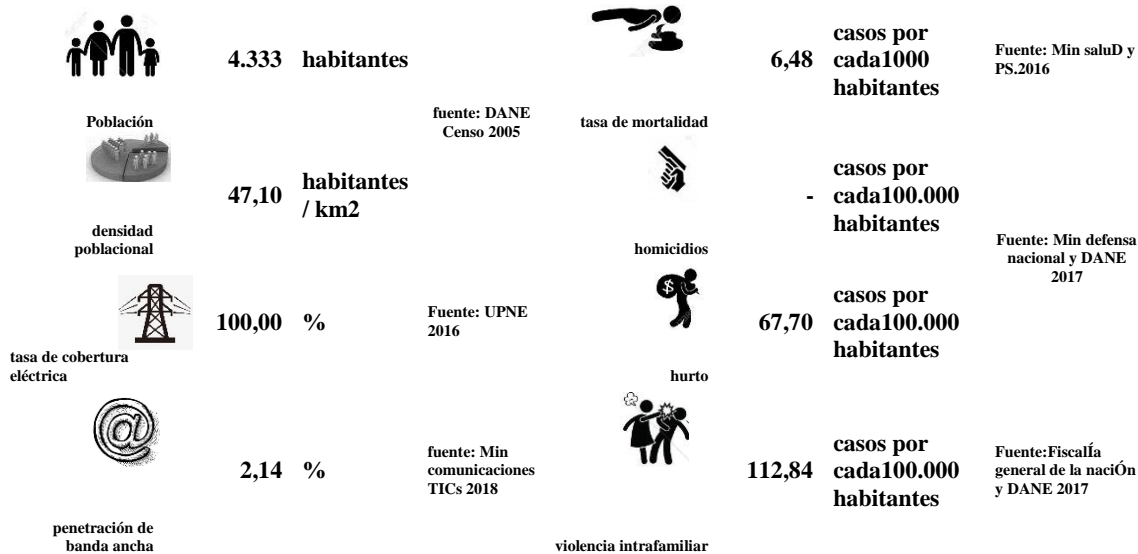 4.333 habitantes
Población
fuente: DANE
Censo 2005
47,10 habitantes
/ km2
densidad
poblacional
100,00 %
Fuente: UPNE
2016
tasa de cobertura
eléctrica
@
2,14 %
fuente: Min
comunicaciones
TICs 2018
penetración de
banda ancha
6,48
casos por
cada1000
habitantes
Fuente: Min saluD y
PS.2016
tasa de mortalidad
-
casos por
cada100.000
habitantes
homicidios
Fuente: Min defensa
nacional y DANE
2017
$
67,70
casos por
cada100.000
habitantes
hurto
112,84
casos por
cada100.000
habitantes
Fuente:FiscalÍa
general de la naciÓn
y DANE 2017
violencia intrafamiliar